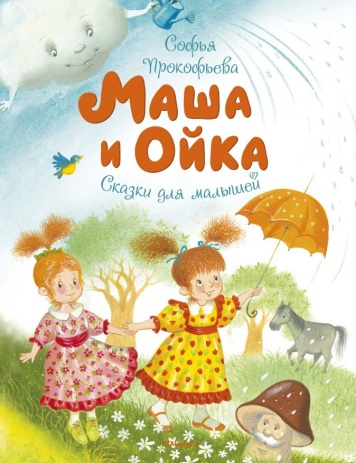 Софья
Прокофьева
Маша
и Ойка
Сказки для малышей